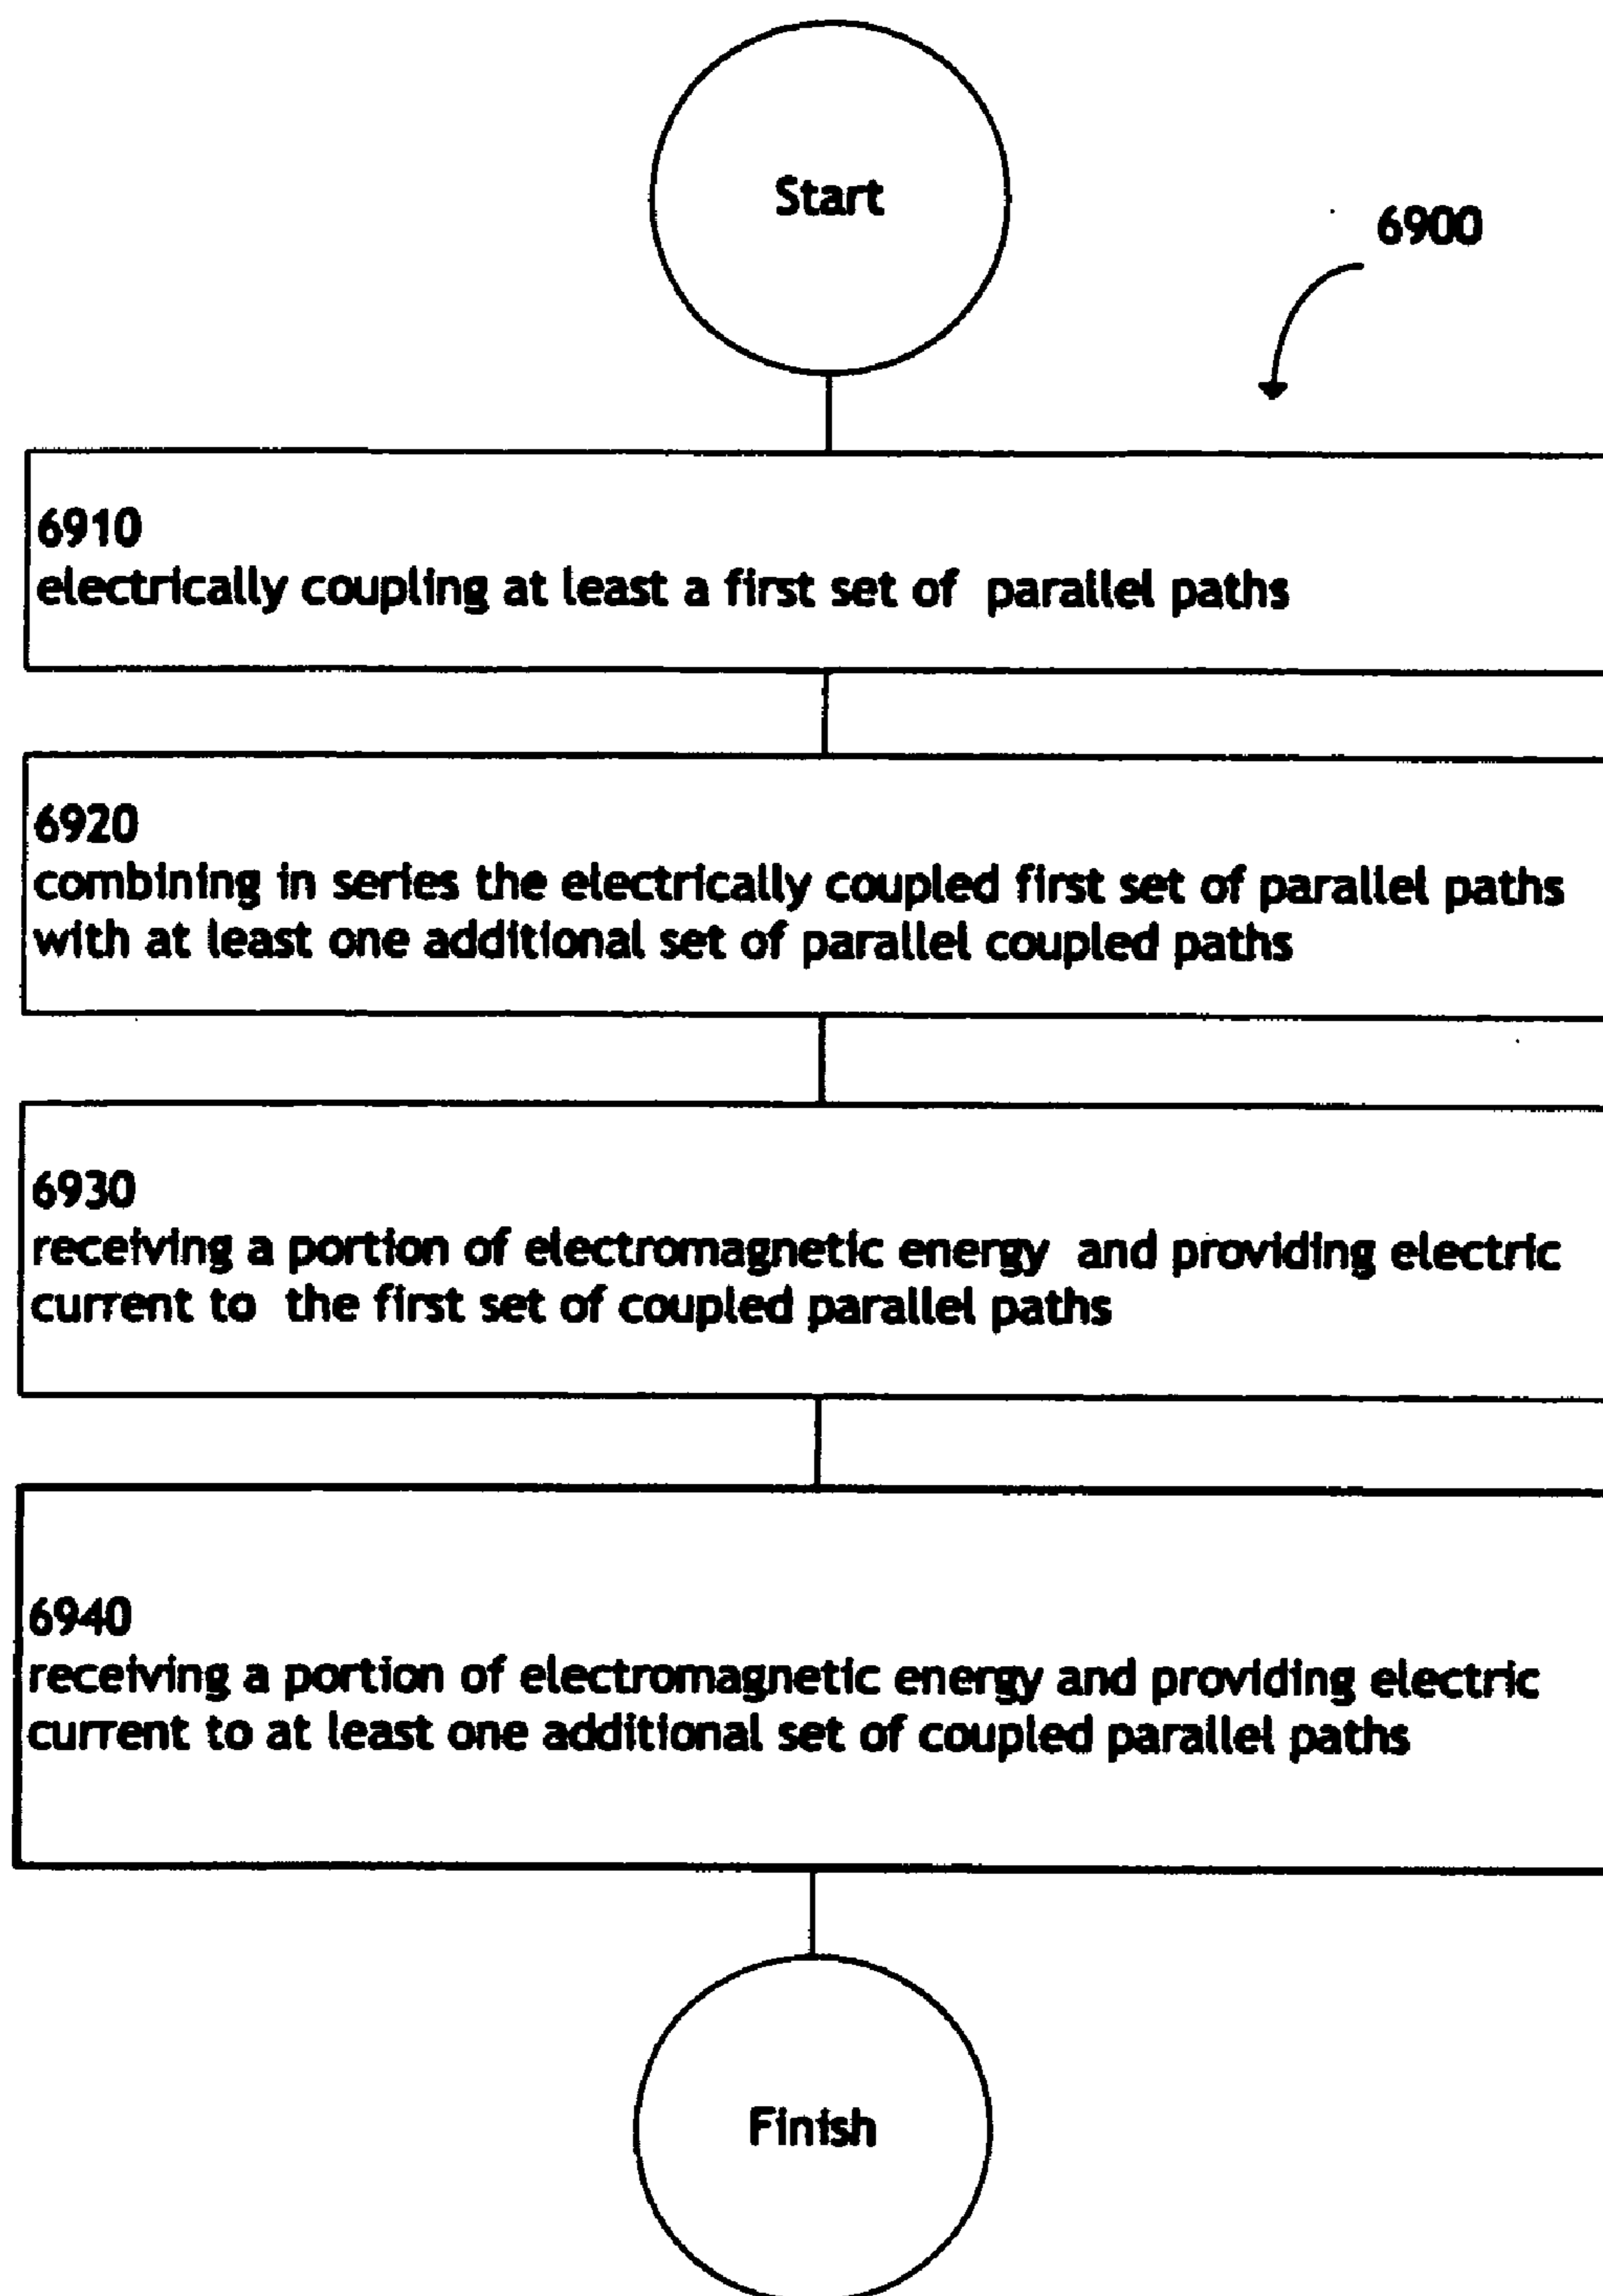 Start
6900
6910
electrically coupling at least a first set of parallel paths
6920
combining in series the electrically coupled first set of parallel paths
with at least one additional set of parallel coupled paths
6930
receiving a portion of electromagnetic energy and providing electric
current to the first set of coupled parallel paths
6940
receiving a portion of electromagnetic energy and providing electric
current to at least one additional set of coupled parallel paths
Finish